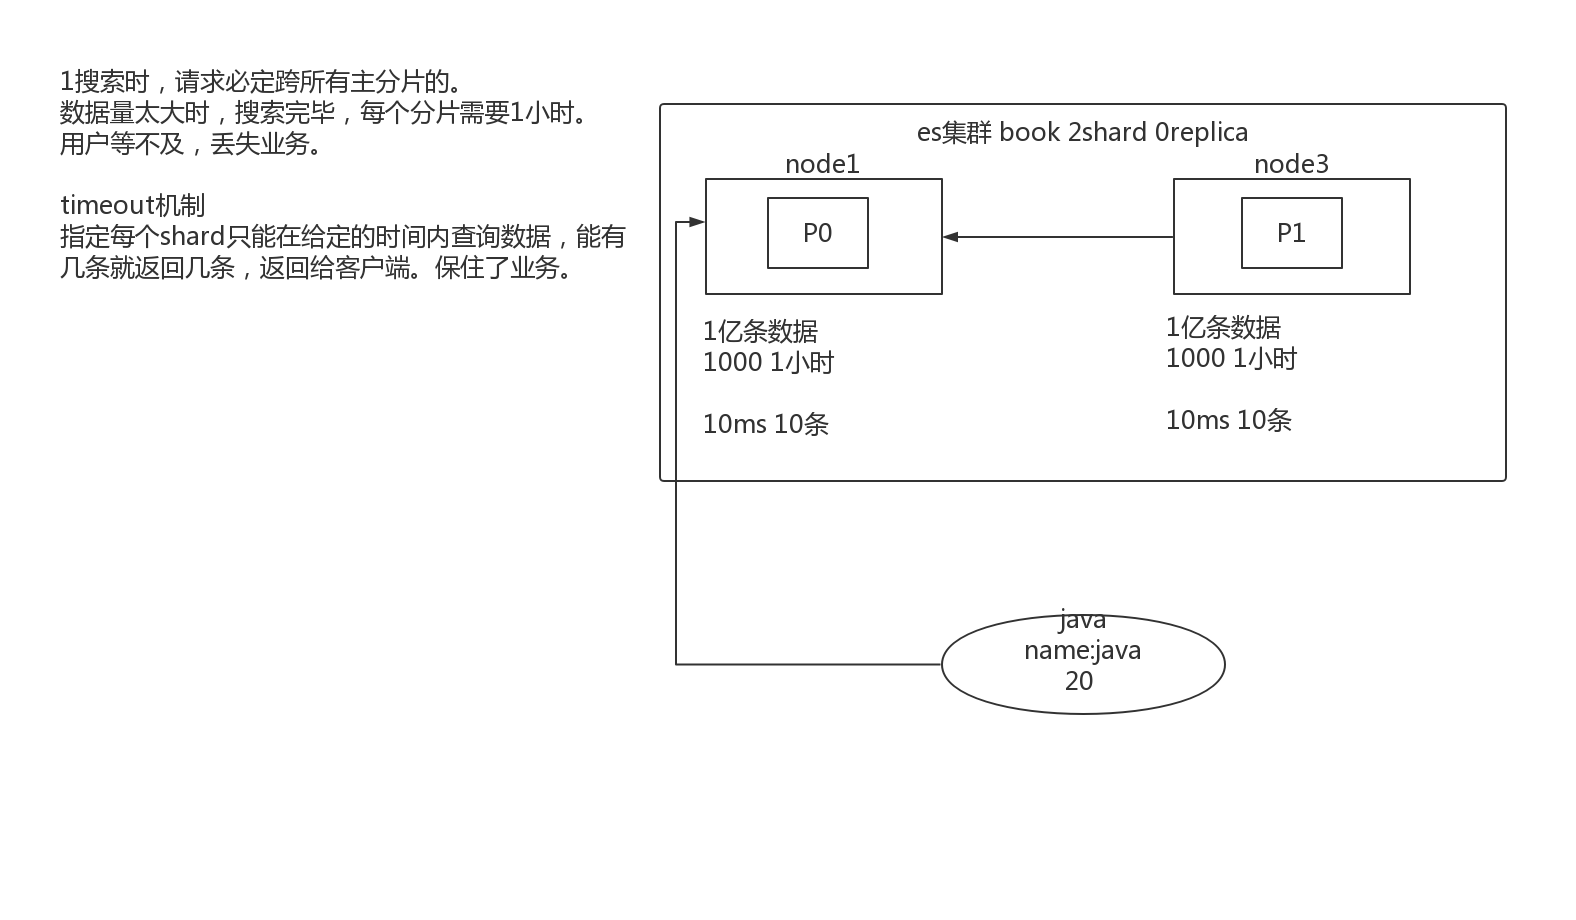 1搜索时，请求必定跨所有主分片的。
数据量太大时，搜索完毕，每个分片需要1小时。
用户等不及，丢失业务。
timeout机制
指定每个shard只能在给定的时间内查询数据，能有
几条就返回几条，返回给客户端。保住了业务。
es集群 book 2shard 0replica
node1
node3
P0
P1
1亿条数据
1000 1小时
10ms 10条
1亿条数据
1000 1小时
10ms 10条
java
name:java
20